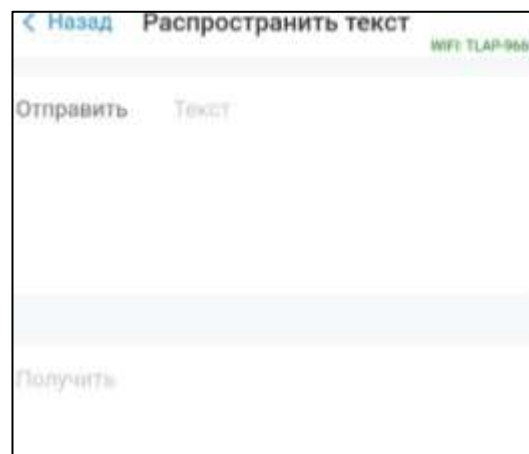 < Назад Распространить текст
WIFI: TLAP-966
Отправить Текст
Получить